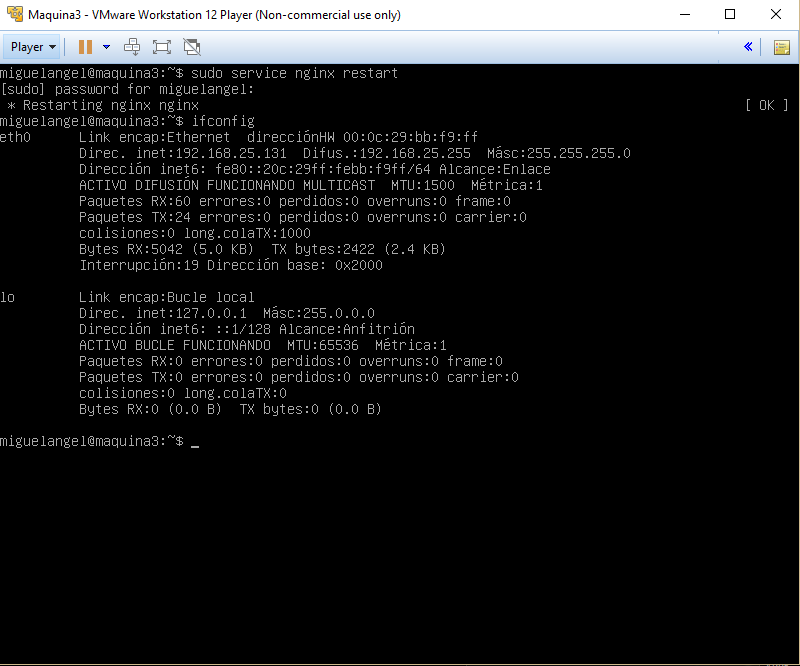 Maquina3 - VMware Workstation 12 Player (Non-commercial use only)
Player
miguelangel@maquina3:~$ sudo service nginx restart
[sudo] password for miguelangel:
 * Restarting nginx nginx [ OK ]
miguelangel@maquina3:~$ ifconfig
eth0      Link encap:Ethernet  direcciónHW 00:0c:29:bb:f9:ff
          Direc. inet:192.168.25.131  Difus.:192.168.25.255  Másc:255.255.255.0
          Dirección inet6: fe80::20c:29ff:febb:f9ff/64 Alcance:Enlace
          ACTIVO DIFUSIÓN FUNCIONANDO MULTICAST  MTU:1500  Métrica:1
          Paquetes RX:60 errores:0 perdidos:0 overruns:0 frame:0
          Paquetes TX:24 errores:0 perdidos:0 overruns:0 carrier:0
          colisiones:0 long.colaTX:1000
          Bytes RX:5042 (5.0 KB)  TX bytes:2422 (2.4 KB)
          Interrupción:19 Dirección base: 0x2000
lo        Link encap:Bucle local
          Direc. inet:127.0.0.1  Másc:255.0.0.0
          Dirección inet6: ::1/128 Alcance:Anfitrión
          ACTIVO BUCLE FUNCIONANDO  MTU:65536  Métrica:1
          Paquetes RX:0 errores:0 perdidos:0 overruns:0 frame:0
          Paquetes TX:0 errores:0 perdidos:0 overruns:0 carrier:0
          colisiones:0 long.colaTX:0
          Bytes RX:0 (0.0 B)  TX bytes:0 (0.0 B)
miguelangel@maquina3:~$ _